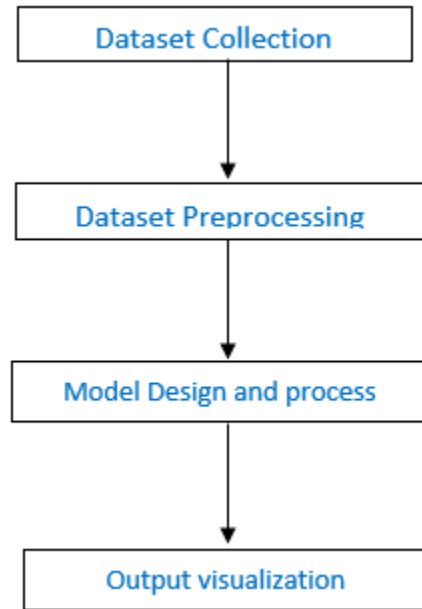 Dataset Collection
Dataset Preprocessing
Model Design and process
Output visualization